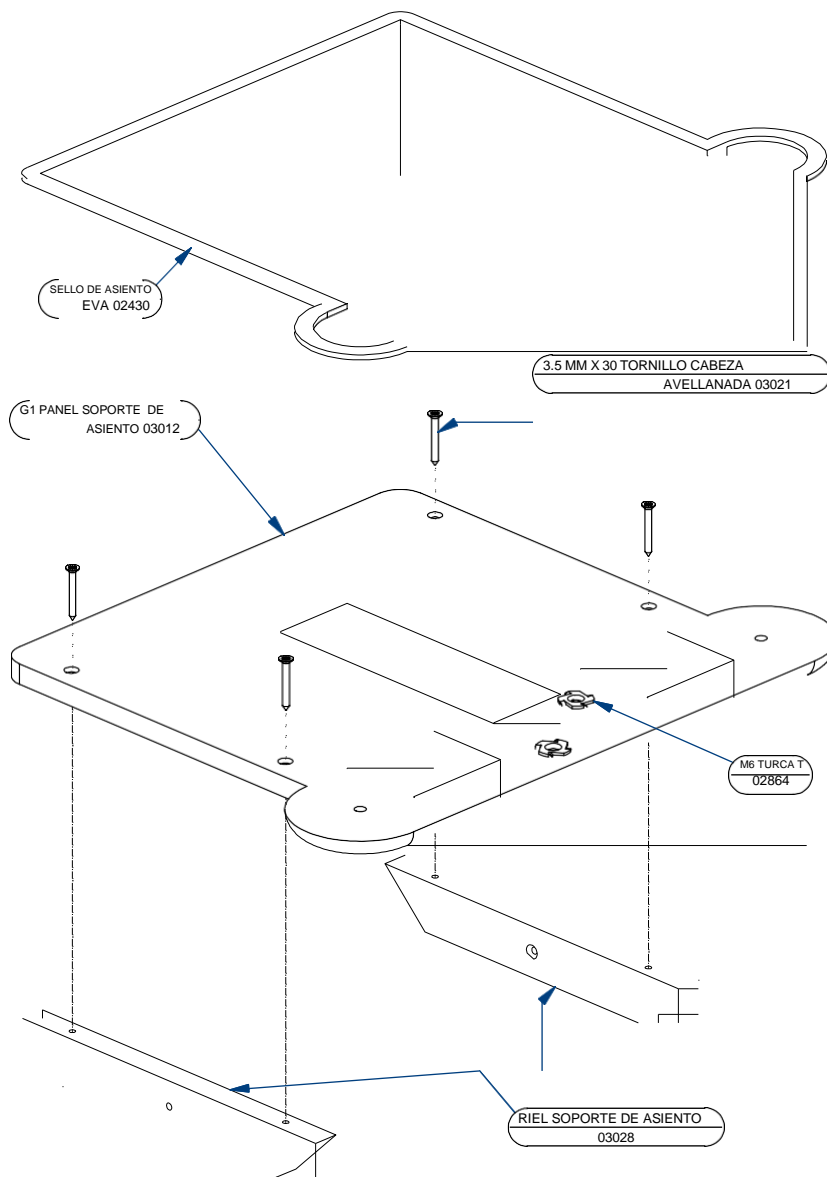 SELLO DE ASIENTO
EVA 02430
3.5 MM X 30 TORNILLO CABEZA
AVELLANADA 03021
G1 PANEL SOPORTE DE
ASIENTO 03012
M6 TURCA T
02864
RIEL SOPORTE DE ASIENTO
03028